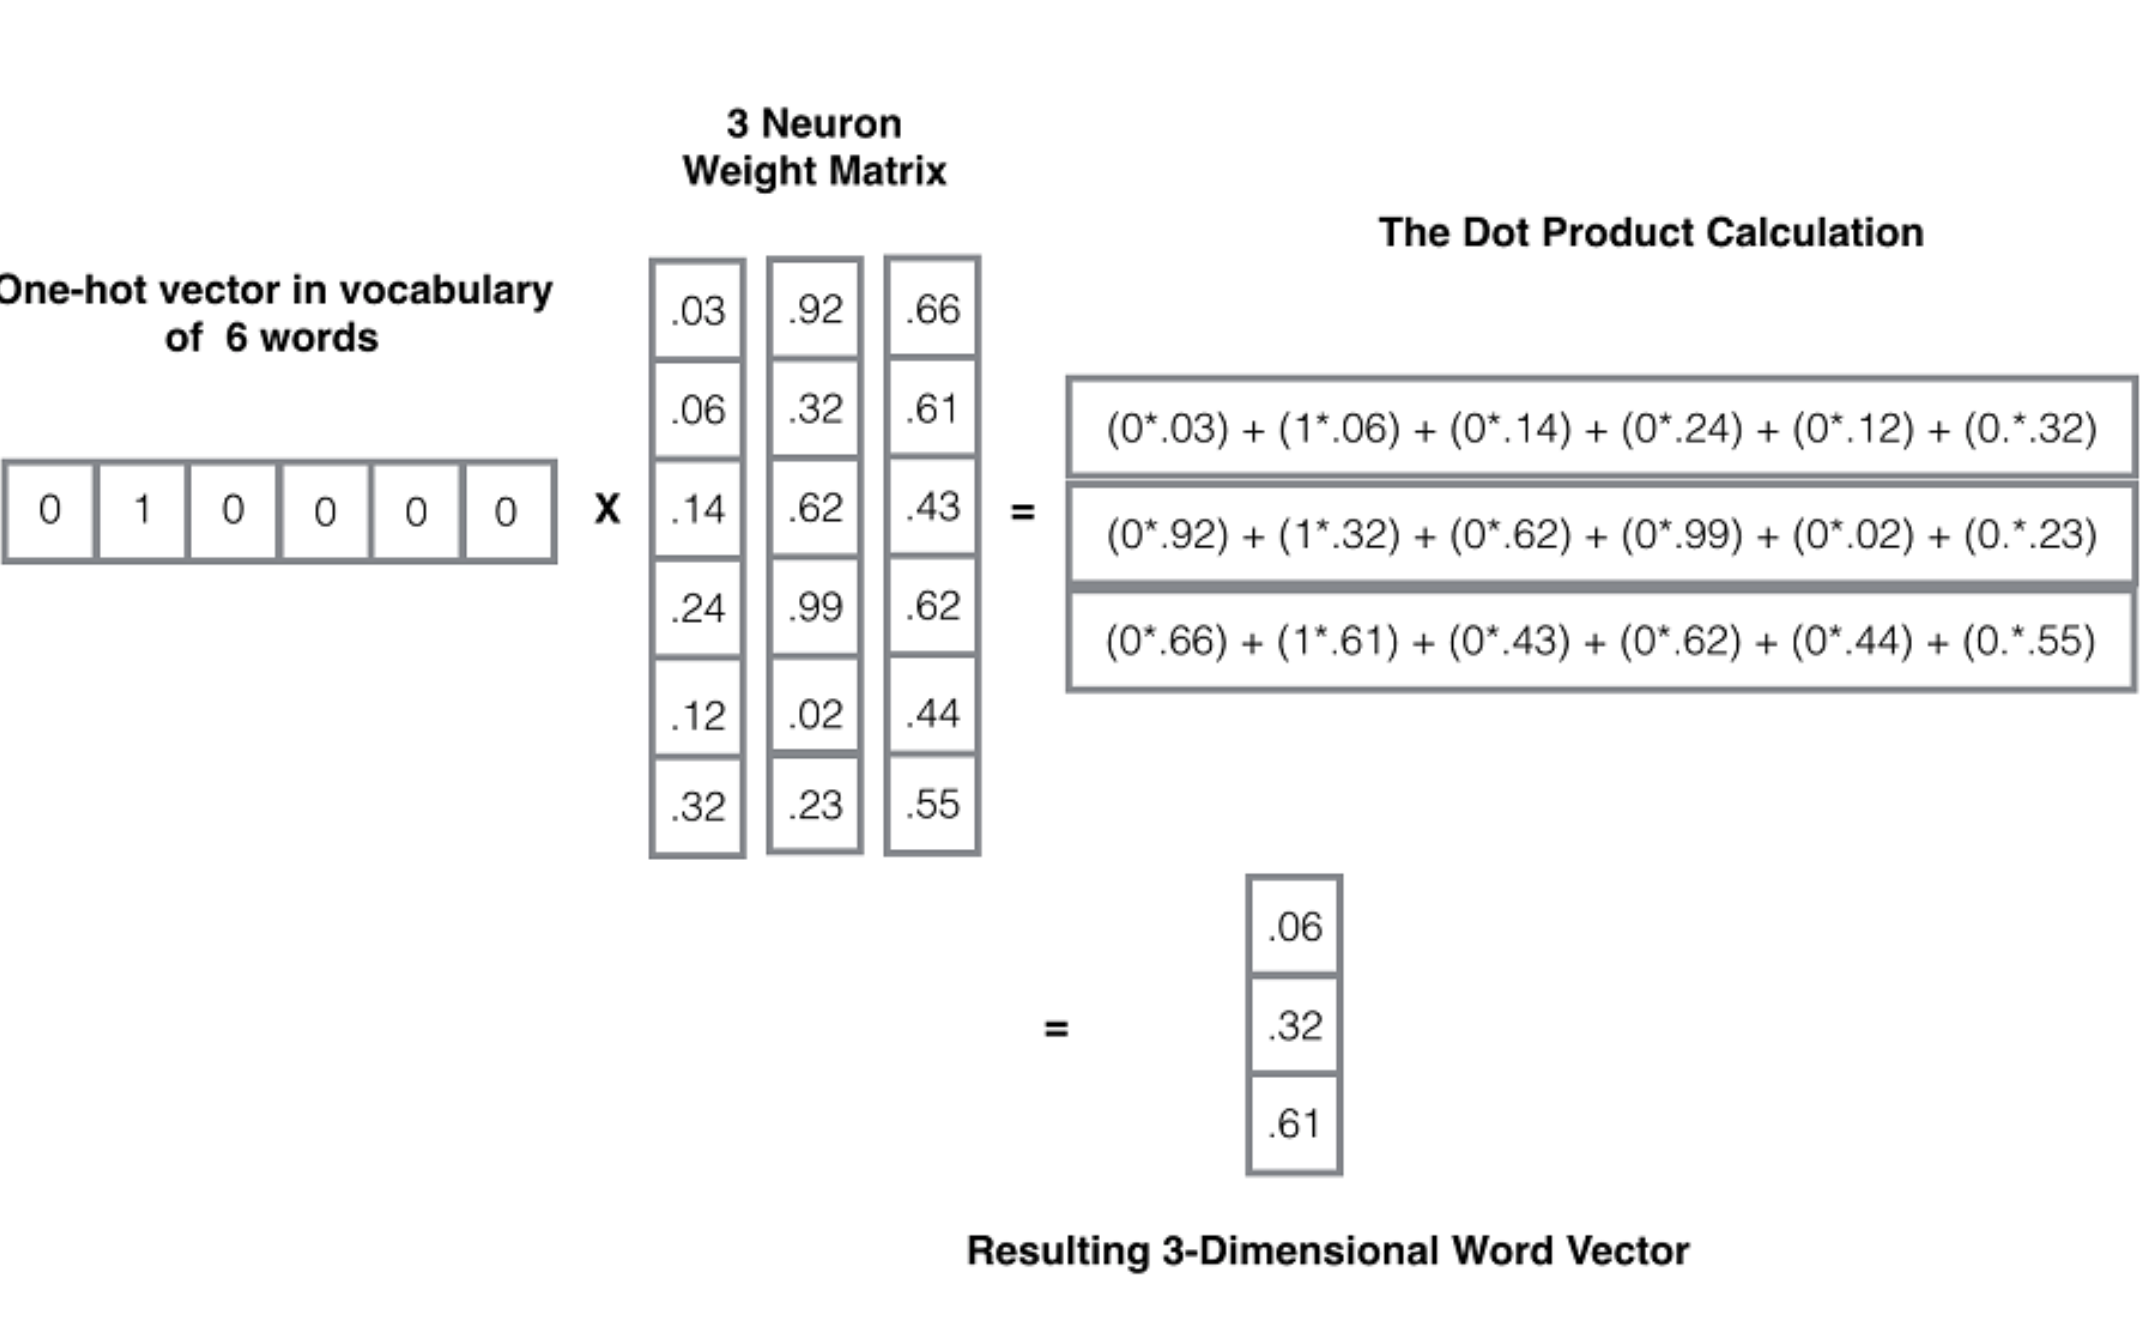 3 Neuron
Weight Matrix
The Dot Product Calculation
One-hot vector in vocabulary
of 6 words
0 1 0 0 0 0
X
.03 .92 .66
.06 .32 .61
.14 .62 .43
.24 .99 .62
.12 .02 .44
.32 .23 .55
=
(0*.03) + (1*.06) + (0*.14) + (0*.24) + (0*.12) + (0.*.32)
(0*.92) + (1*.32) + (0*.62) + (0*.99) + (0*.02) + (0.*.23)
(0*.66) + (1*.61) + (0*.43) + (0*.62) + (0*.44) + (0.*.55)
=
.06
.32
.61
Resulting 3-Dimensional Word Vector